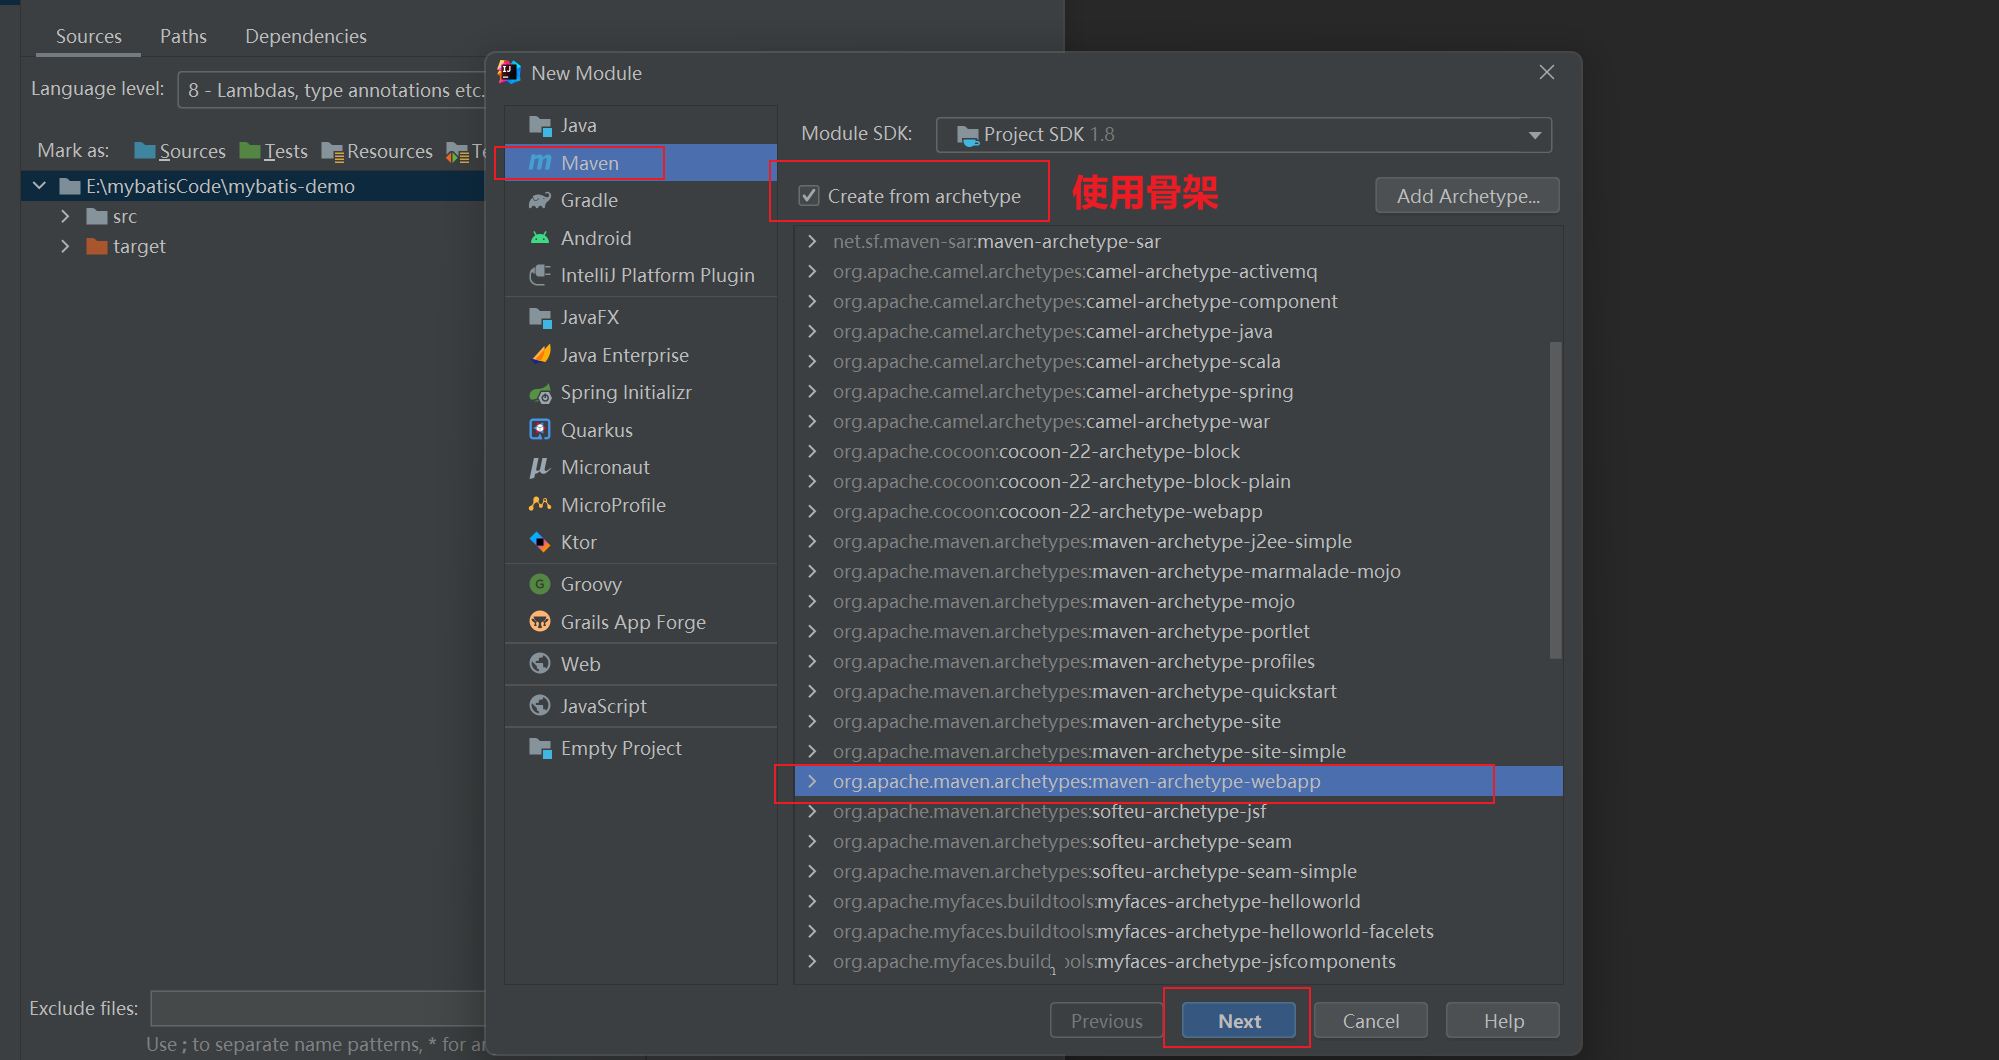 Sources Paths Dependencies
Language level: 8 - Lambdas, type annotations etc.
Mark as: Sources Tests Resources Te
E:\mybatisCode\mybatis-demo
src
target
Exclude files:
Use ; to separate name patterns, * for
New Module
Java
Maven
Gradle
Android
IntelliJ Platform Plugin
JavaFX
Java Enterprise
Spring Initializr
Quarkus
Micronaut
MicroProfile
Ktor
Groovy
Grails App Forge
Web
JavaScript
Empty Project
Module SDK: Project SDK 1.8
Create from archetype 使用骨架 Add Archetype...
net.sf.maven-sar:maven-archetype-sar
org.apache.camel.archetypes:camel-archetype-activemq
org.apache.camel.archetypes:camel-archetype-component
org.apache.camel.archetypes:camel-archetype-java
org.apache.camel.archetypes:camel-archetype-scala
org.apache.camel.archetypes:camel-archetype-spring
org.apache.camel.archetypes:camel-archetype-war
org.apache.cocoon:cocoon-22-archetype-block
org.apache.cocoon:cocoon-22-archetype-block-plain
org.apache.cocoon:cocoon-22-archetype-webapp
org.apache.maven.archetypes:maven-archetype-j2ee-simple
org.apache.maven.archetypes:maven-archetype-marmalade-mojo
org.apache.maven.archetypes:maven-archetype-mojo
org.apache.maven.archetypes:maven-archetype-portlet
org.apache.maven.archetypes:maven-archetype-profiles
org.apache.maven.archetypes:maven-archetype-quickstart
org.apache.maven.archetypes:maven-archetype-site
org.apache.maven.archetypes:maven-archetype-site-simple
org.apache.maven.archetypes:maven-archetype-webapp
org.apache.maven.archetypes:softeu-archetype-jsf
org.apache.maven.archetypes:softeu-archetype-seam
org.apache.maven.archetypes:softeu-archetype-seam-simple
org.apache.myfaces.buildtools:myfaces-archetype-helloworld
org.apache.myfaces.buildtools:myfaces-archetype-helloworld-facelets
org.apache.myfaces.buildtools:myfaces-archetype-jsfcomponents
Previous Next Cancel Help